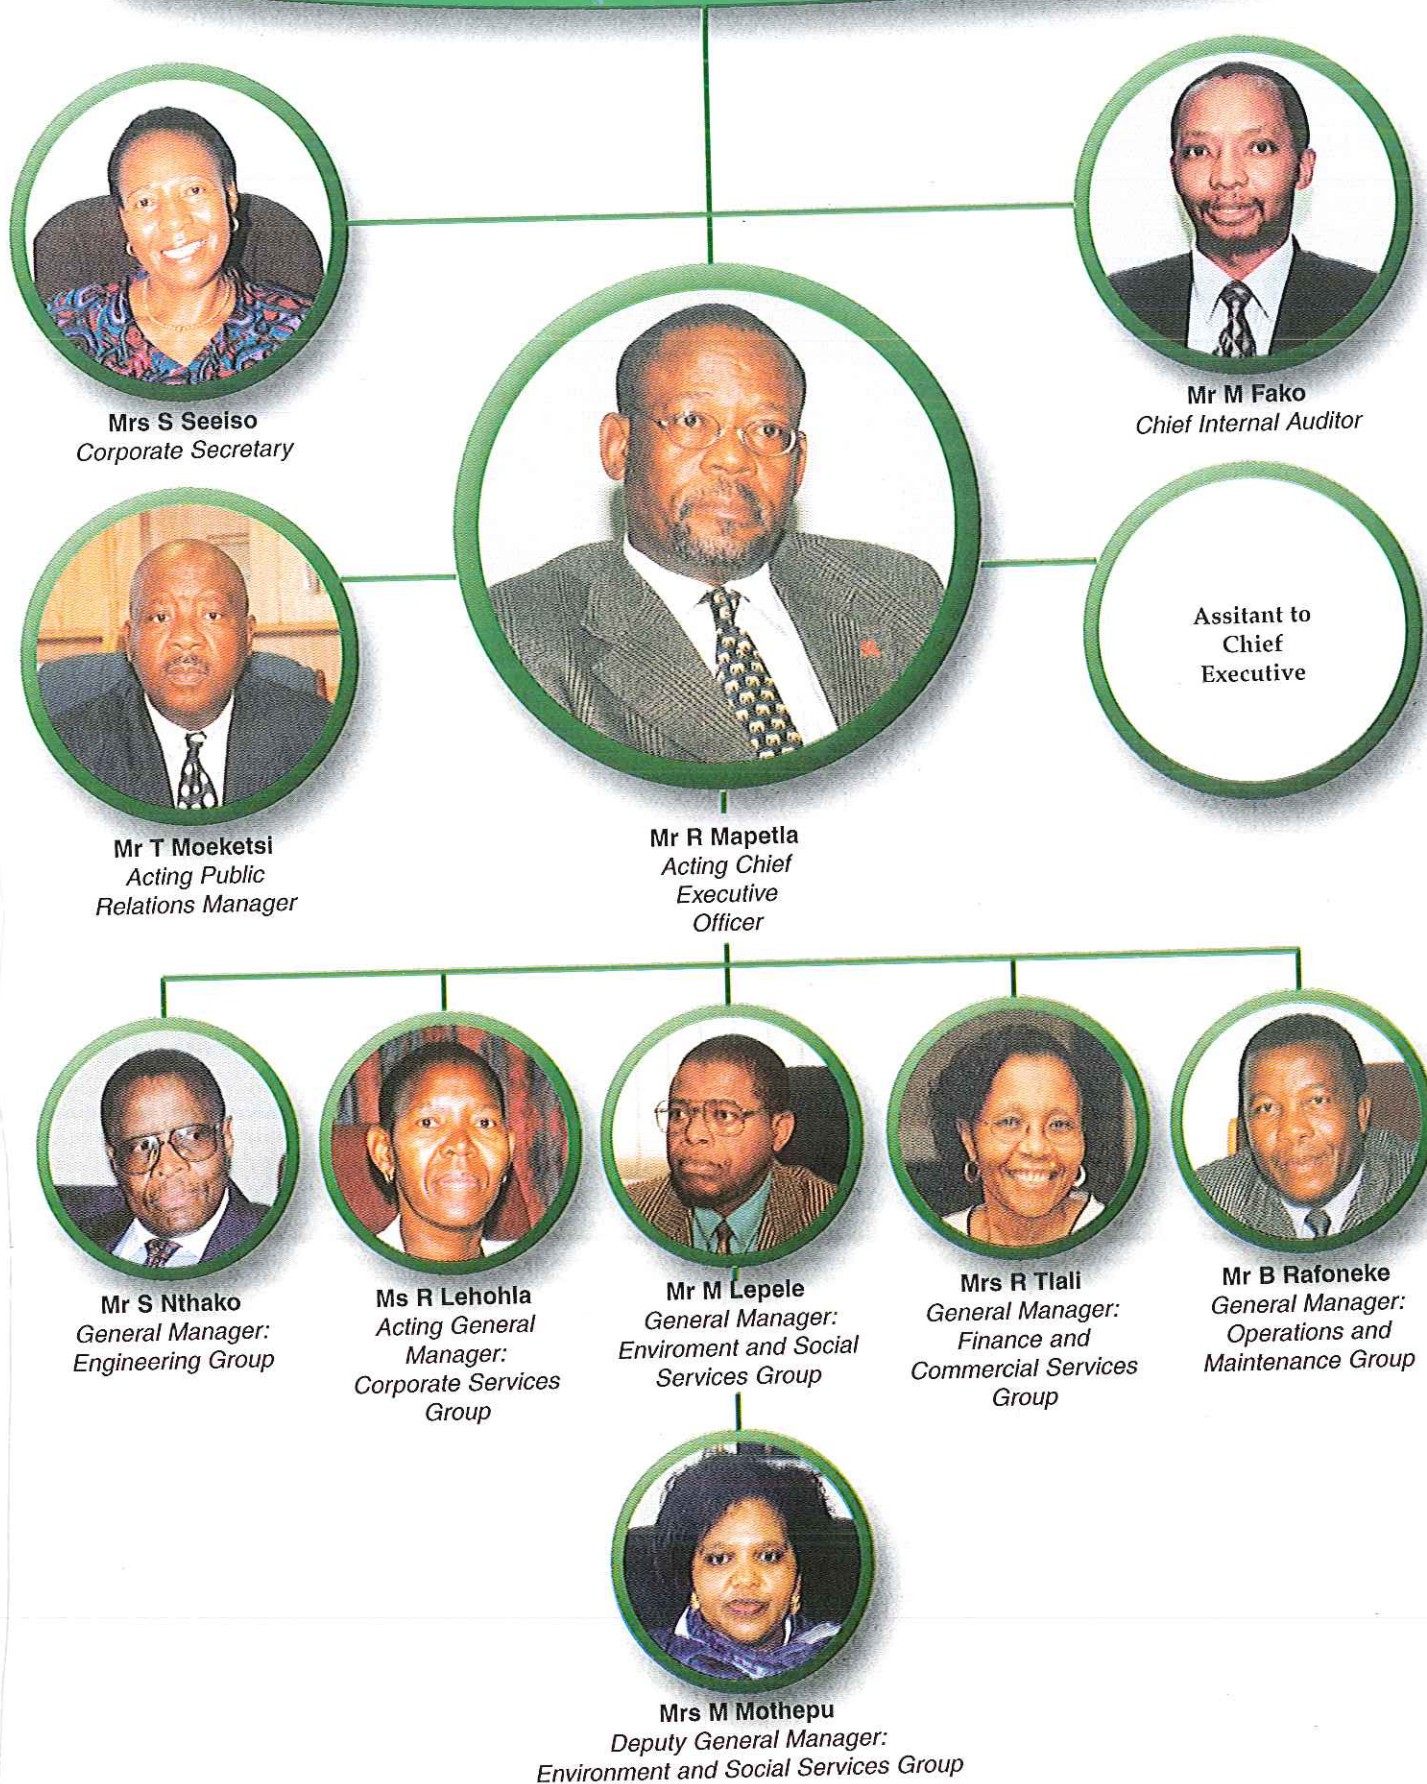 Mrs S Seeiso
Corporate Secretary
Mr M Fako
Chief Internal Auditor
Assitant to
Chief
Executive
Mr T Moeketsi
Acting Public
Relations Manager
Mr R Mapetla
Acting Chief
Executive
Officer
Mr S Nthako
General Manager:
Engineering Group
Ms R Lehohla
Acting General
Manager:
Corporate Services
Group
Mr M Lepele
General Manager:
Enviroment and Social
Services Group
Mrs R Tlali
General Manager:
Finance and
Commercial Services
Group
Mr B Rafoneke
General Manager:
Operations and
Maintenance Group
Mrs M Mothepu
Deputy General Manager:
Environment and Social Services Group